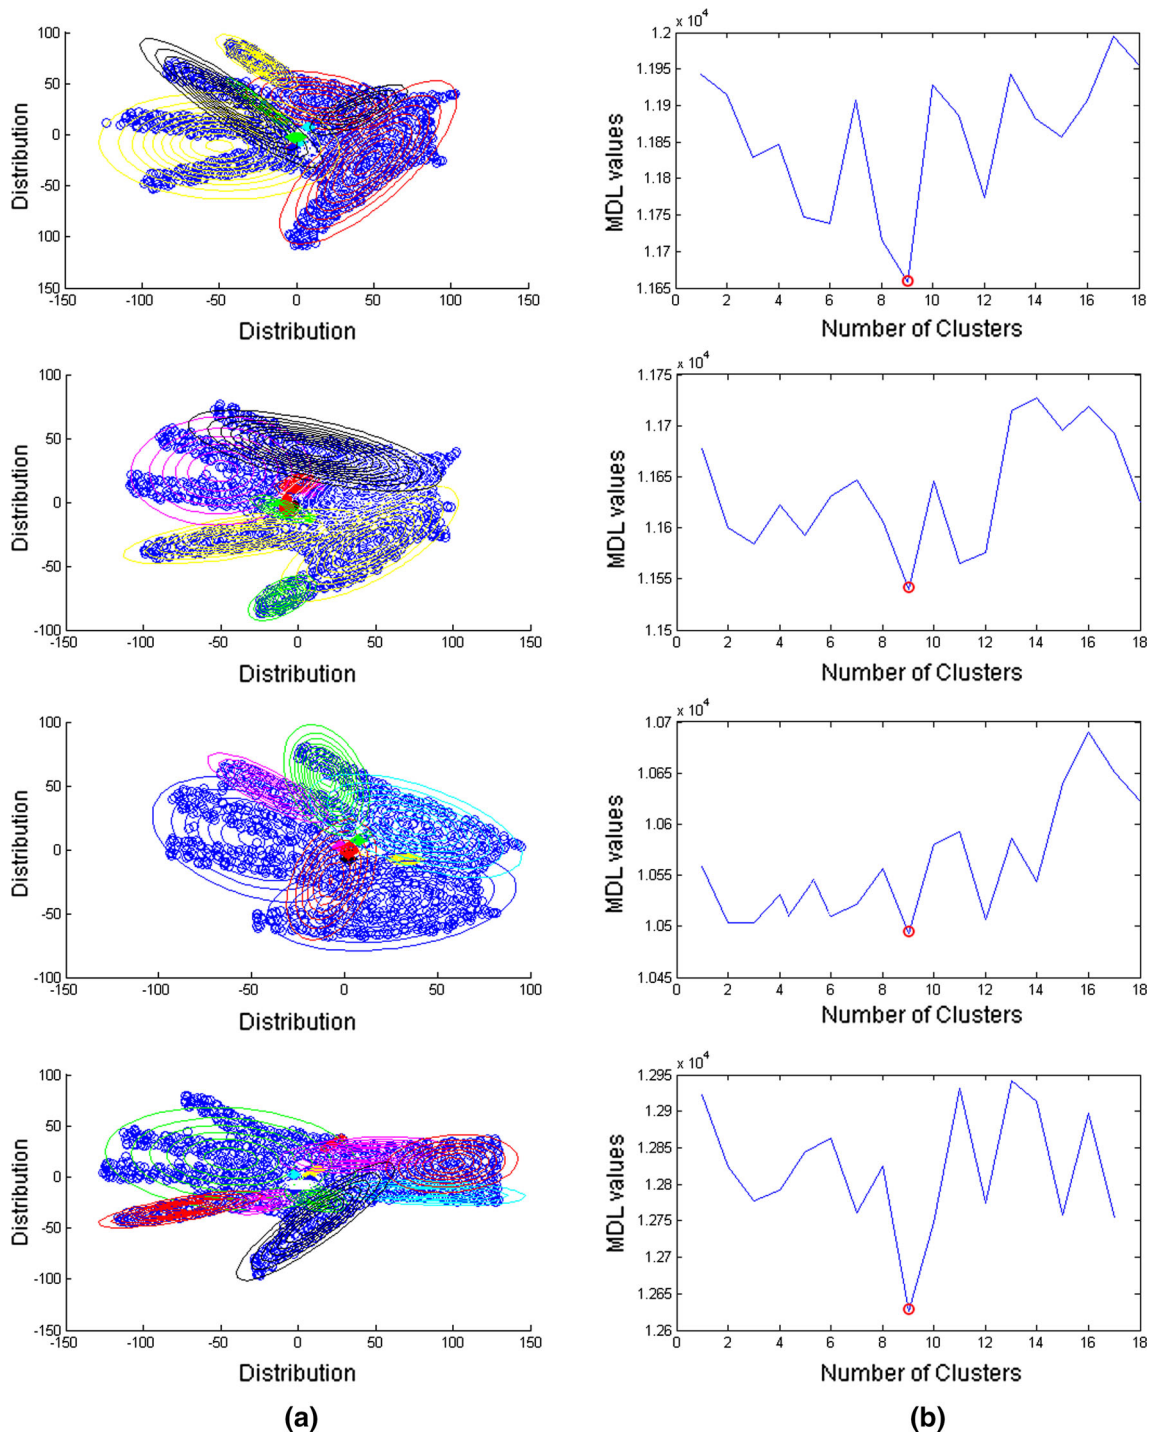 Distribution
100
50
0
-50
100
150
-150 -100 -50 0 50 100 150
Distribution
x 10^4
MDL values
1.2
1.195
1.19
1.185
1.18
1.175
1.17
1.165
0 2 4 6 8 10 12 14 16 18
Number of Clusters
Distribution
100
50
0
-50
-100
-150 -100 -50 0 50 100 150
Distribution
x 10^4
MDL values
1.175
1.17
1.165
1.16
1.155
1.15
0 2 4 6 8 10 12 14 16 18
Number of Clusters
Distribution
100
50
0
-50
-100
-150 -100 -50 0 50 100
Distribution
x 10^4
MDL values
1.07
1.065
1.06
1.055
1.05
1.045
0 2 4 6 8 10 12 14 16 18
Number of Clusters
Distribution
100
50
0
-50
-100
-150
-150 -100 -50 0 50 100 150
Distribution
x 10^4
MDL values
1.295
1.29
1.285
1.28
1.275
1.27
1.265
1.26
0 2 4 6 8 10 12 14 16 18
Number of Clusters
(a) (b)